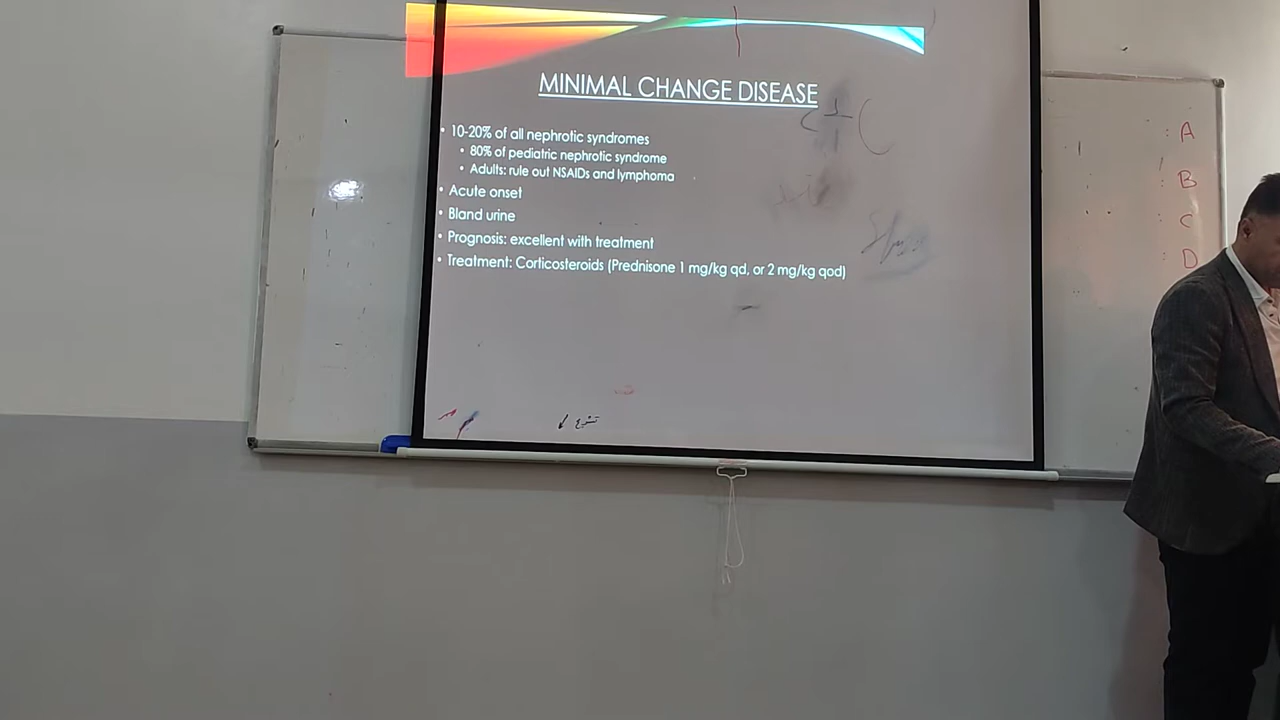 MINIMAL CHANGE DISEASE
• 10-20% of all nephrotic syndromes
• 80% of pediatric nephrotic syndrome
• Adults: rule out NSAIDs and lymphoma
• Acute onset
• Bland urine
• Prognosis: excellent with treatment
• Treatment: Corticosteroids (Prednisone 1 mg/kg qd, or 2 mg/kg qod)
: A
: B
: C
: D